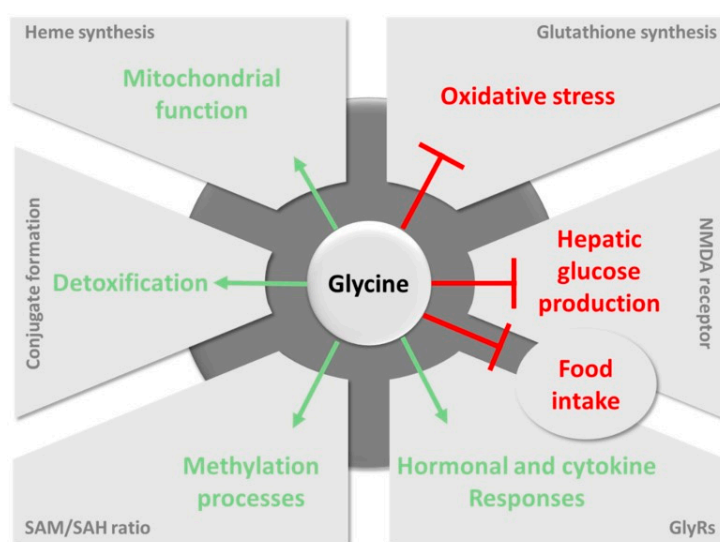 Heme synthesis
Glutathione synthesis
Mitochondrial
function
Oxidative stress
Conjugate formation
Detoxification
Glycine
Hepatic
glucose
production
NMDA receptor
Food
intake
Methylation
processes
Hormonal and cytokine
Responses
SAM/SAH ratio
GlyRs